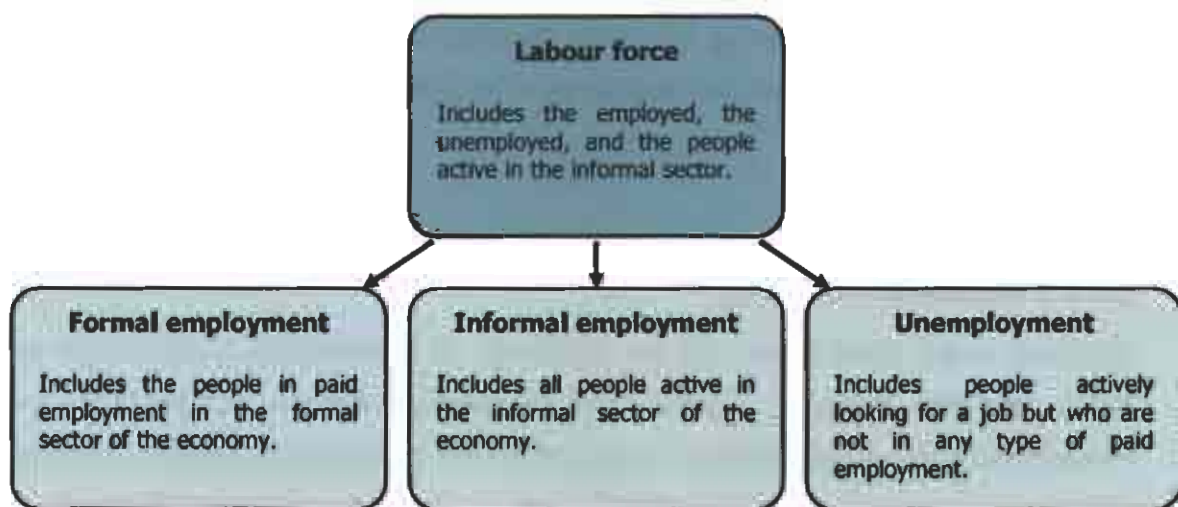 Labour force
Includes the employed, the
unemployed, and the people
active in the informal sector.
Formal employment
Includes the people in paid
employment in the formal
sector of the economy.
Informal employment
Includes all people active in
the informal sector of the
economy.
Unemployment
Includes people actively
looking for a job but who are
not in any type of paid
employment.